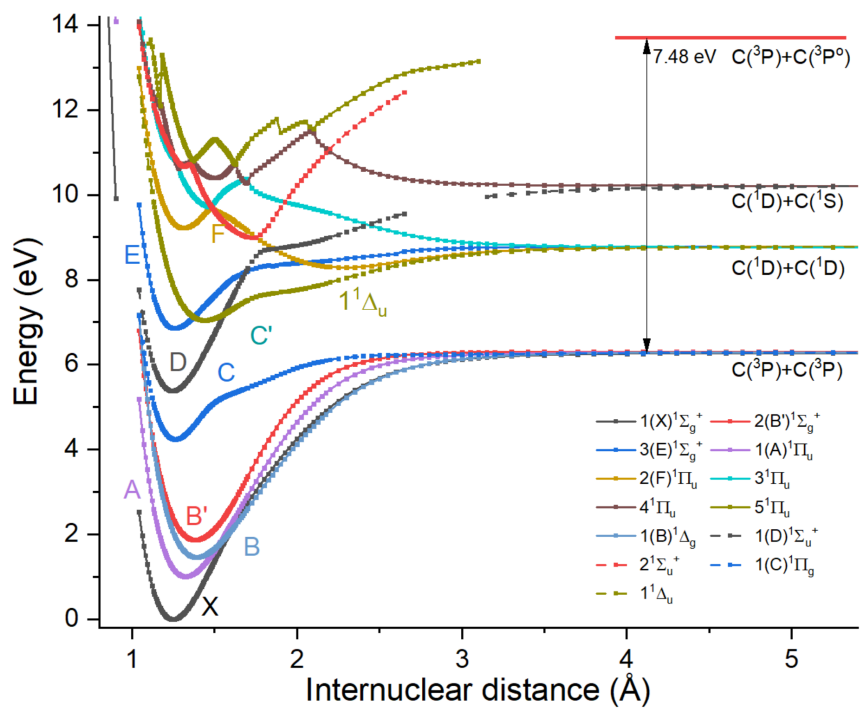 14
12
10
8
6
4
2
0
Energy (eV)
1
2
3
4
5
Internuclear distance (Å)
7.48 eV
C(³P)+C(³Pᵒ)
C(¹D)+C(¹S)
C(¹D)+C(¹D)
C(³P)+C(³P)
E
F
D
C'
1¹Δᵤ
C
A
B'
B
X
1(X)¹Σg⁺ 2(B')¹Σg⁺
3(E)¹Σg⁺ 1(A)¹Πᵤ
2(F)¹Πᵤ 3¹Πᵤ
4¹Πᵤ 5¹Πᵤ
1(B)¹Δg 1(D)¹Σᵤ⁺
2¹Σᵤ⁺ 1(C)¹Πg
1¹Δᵤ